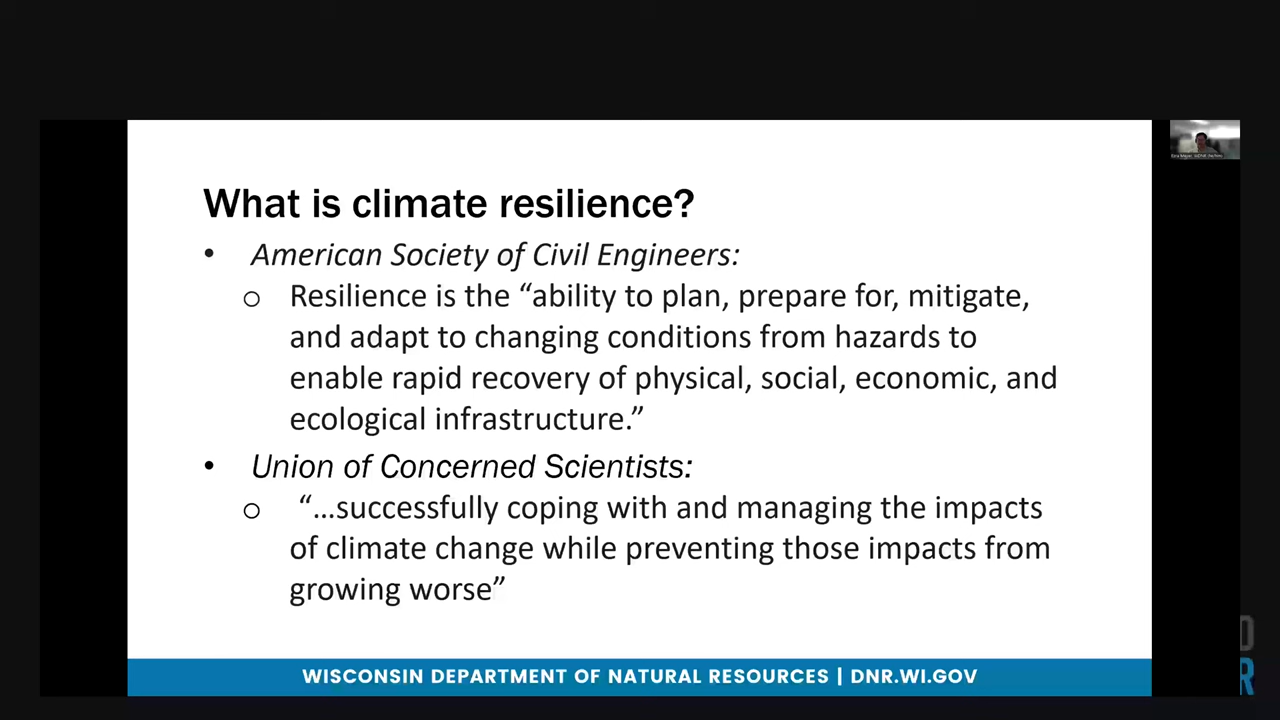 What is climate resilience?
• American Society of Civil Engineers:
o Resilience is the “ability to plan, prepare for, mitigate,
and adapt to changing conditions from hazards to
enable rapid recovery of physical, social, economic, and
ecological infrastructure.”
• Union of Concerned Scientists:
o “…successfully coping with and managing the impacts
of climate change while preventing those impacts from
growing worse”
WISCONSIN DEPARTMENT OF NATURAL RESOURCES | DNR.WI.GOV